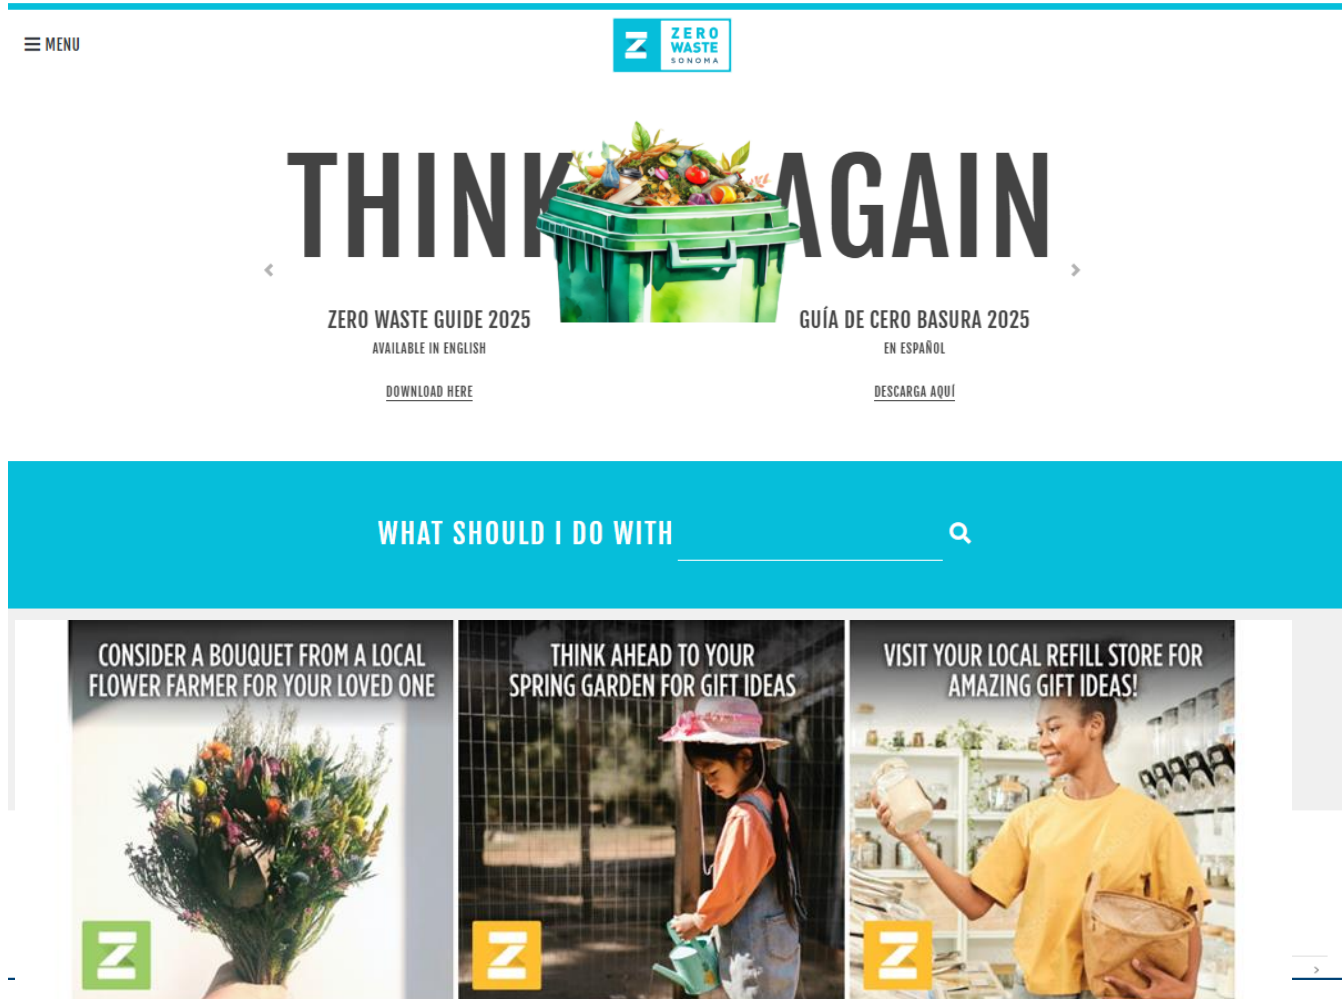 MENU
ZERO
WASTE
SONOMA
THINK AGAIN
ZERO WASTE GUIDE 2025
AVAILABLE IN ENGLISH
DOWNLOAD HERE
GUÍA DE CERO BASURA 2025
EN ESPAÑOL
DESCARGA AQUÍ
WHAT SHOULD I DO WITH
CONSIDER A BOUQUET FROM A LOCAL
FLOWER FARMER FOR YOUR LOVED ONE
THINK AHEAD TO YOUR
SPRING GARDEN FOR GIFT IDEAS
VISIT YOUR LOCAL REFILL STORE FOR
AMAZING GIFT IDEAS!